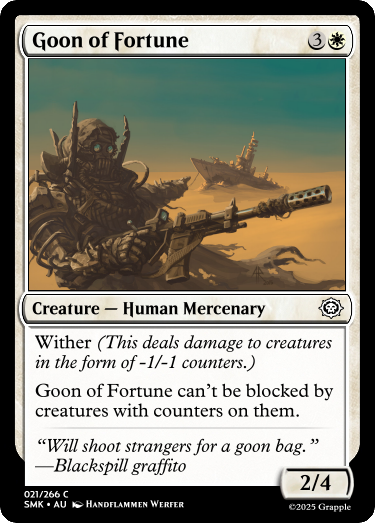 Goon of Fortune 3
Creature — Human Mercenary
Wither (This deals damage to creatures
in the form of -1/-1 counters.)
Goon of Fortune can't be blocked by
creatures with counters on them.
“Will shoot strangers for a goon bag.”
—Blackspill graffito
2/4
021/266 C
SMK • AU Handflammen Werfer
©2025 Grapple